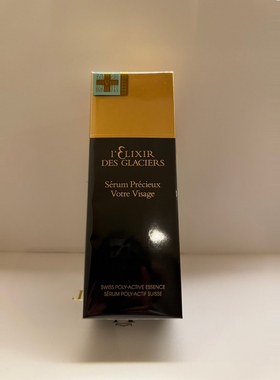 l'Elixir
des Glaciers
Sérum Précieux
Votre Visage
SWISS POLY-ACTIVE ESSENCE
SÉRUM POLY-ACTIF SUISSE